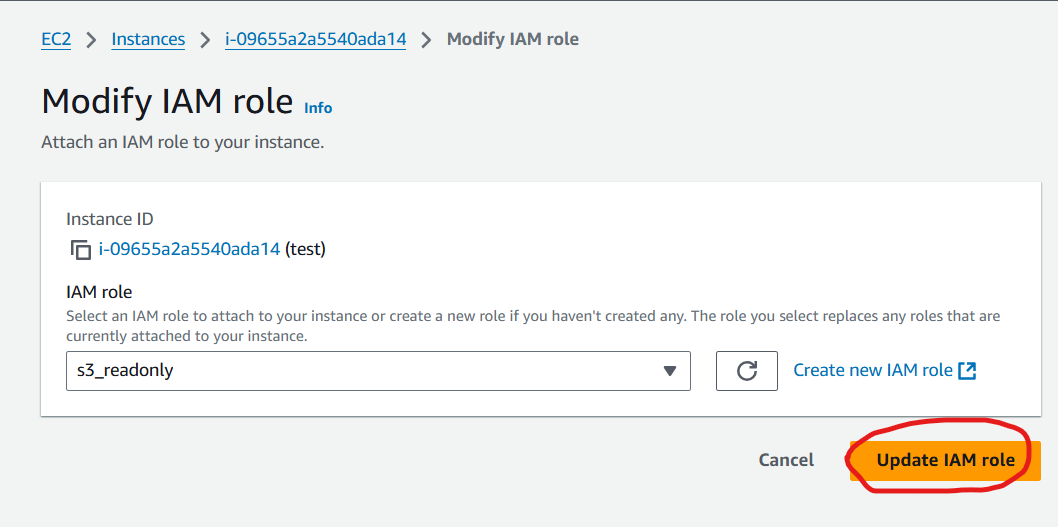 EC2 > Instances > i-09655a2a5540ada14 > Modify IAM role
Modify IAM role Info
Attach an IAM role to your instance.
Instance ID
i-09655a2a5540ada14 (test)
IAM role
Select an IAM role to attach to your instance or create a new role if you haven't created any. The role you select replaces any roles that are
currently attached to your instance.
s3_readonly
Create new IAM role
Cancel
Update IAM role